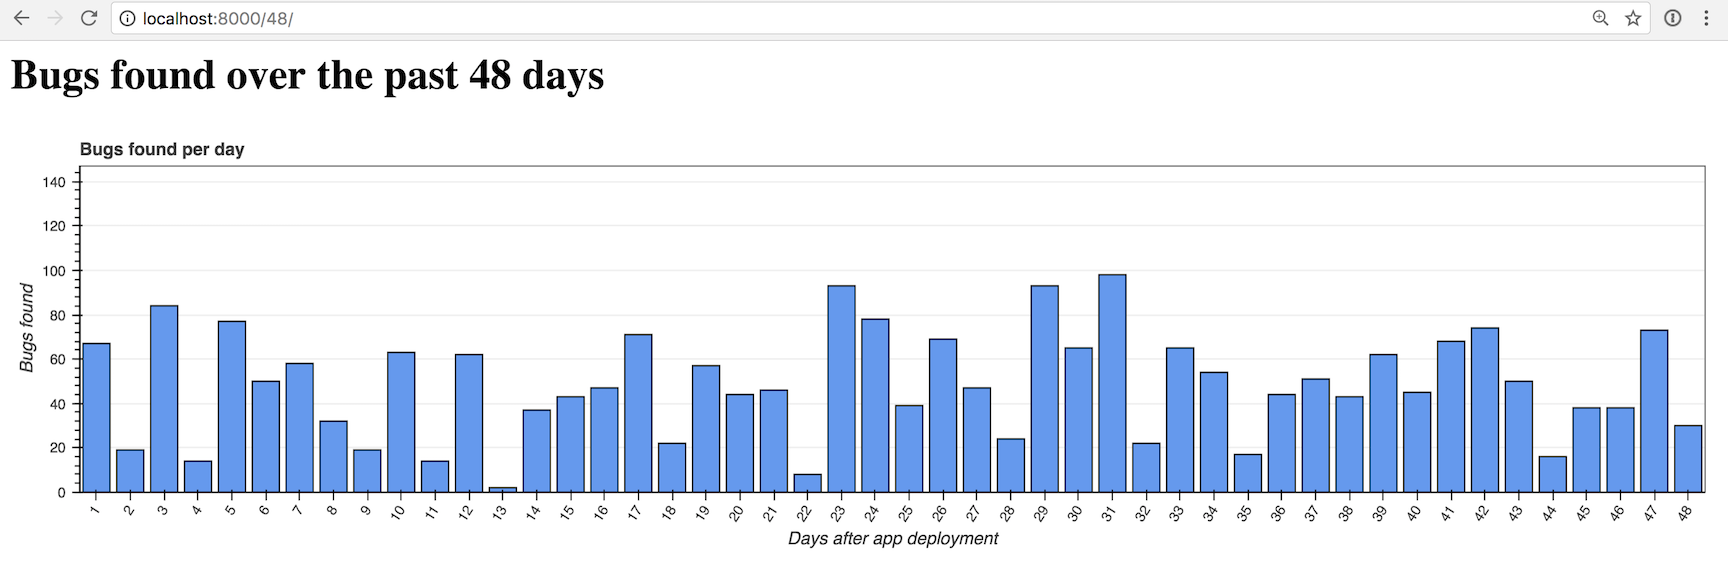 localhost:8000/48/
Bugs found over the past 48 days
Bugs found per day
140
120
100
80
60
40
20
0
Bugs found
1 2 3 4 5 6 7 8 9 10 11 12 13 14 15 16 17 18 19 20 21 22 23 24 25 26 27 28 29 30 31 32 33 34 35 36 37 38 39 40 41 42 43 44 45 46 47 48
Days after app deployment